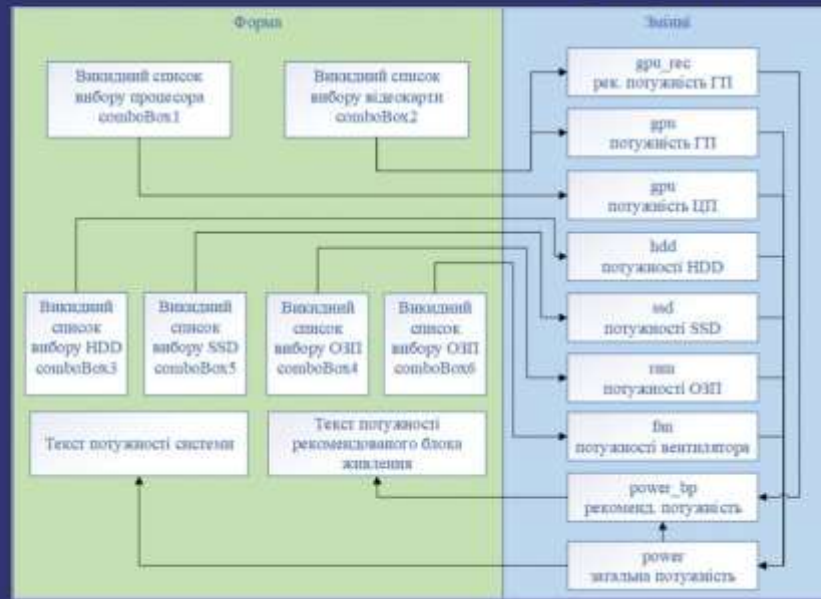 Форма
Змінні
Викидний список
вибору процесора
comboBox1
Викидний список
вибору відеокарти
comboBox2
gpu_rec
рек. потужність ГП
gpu
потужність ГП
gpu
потужність ЦП
hdd
потужності HDD
ssd
потужності SSD
ram
потужності ОЗП
fan
потужності вентилятора
Викидний
список
вибору HDD
comboBox3
Викидний
список
вибору SSD
comboBox5
Викидний
список
вибору ОЗП
comboBox4
Викидний
список
вибору ОЗП
comboBox6
Текст потужності системи
Текст потужності
рекомендованого блока
живлення
power_bp
рекоменд. потужність
power
загальна потужність